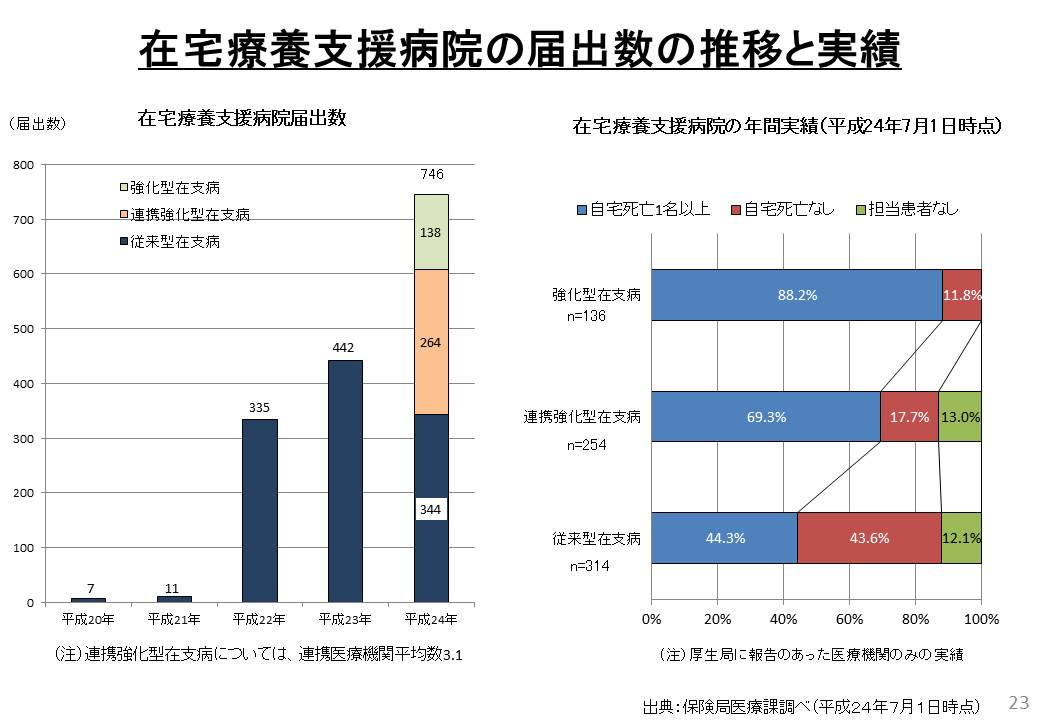 在宅療養支援病院の届出数の推移と実績
（届出数）
在宅療養支援病院届出数
800
700
600
500
400
300
200
100
0
強化型在支病
連携強化型在支病
従来型在支病
7
11
335
442
746
138
264
344
平成20年
平成21年
平成22年
平成23年
平成24年
（注）連携強化型在支病については、連携医療機関平均数3.1
在宅療養支援病院の年間実績（平成24年7月1日時点）
自宅死亡1名以上
自宅死亡なし
担当患者なし
強化型在支病
n=136
88.2%
11.8%
連携強化型在支病
n=254
69.3%
17.7%
13.0%
従来型在支病
n=314
44.3%
43.6%
12.1%
0%
20%
40%
60%
80%
100%
（注）厚生局に報告のあった医療機関のみの実績
出典：保険局医療課調べ（平成24年7月1日時点）
23